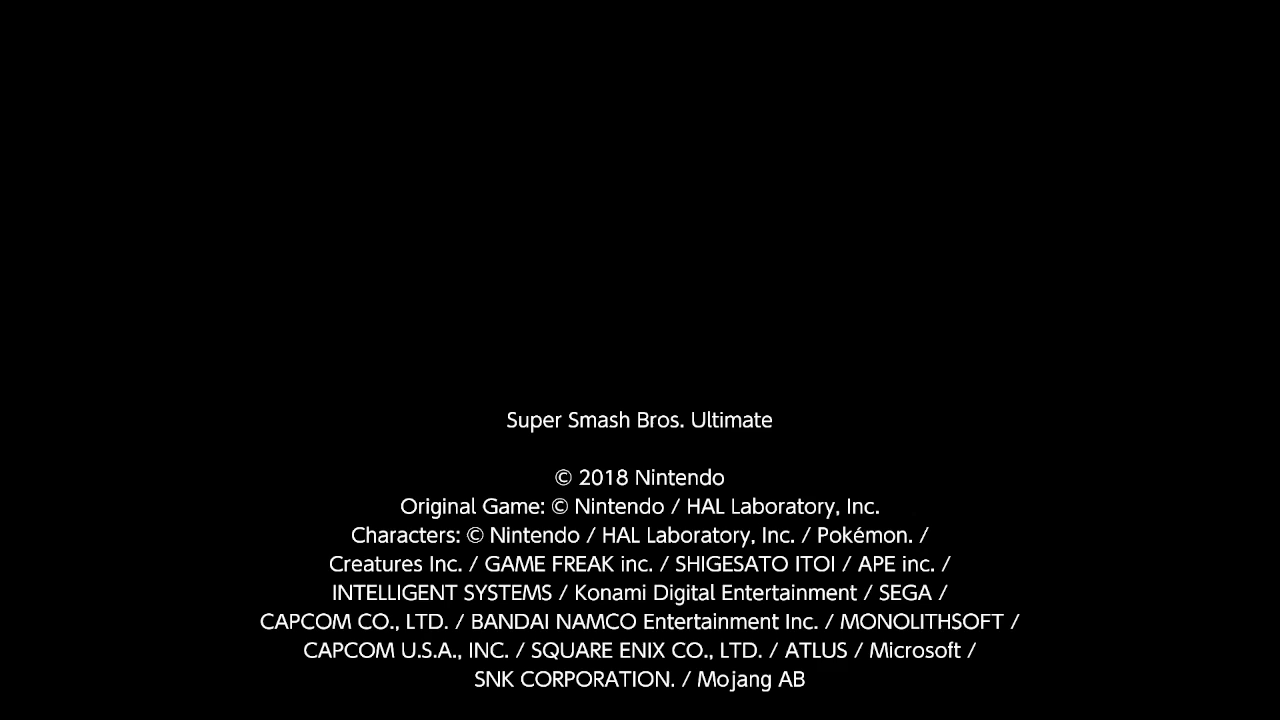 Super Smash Bros. Ultimate
© 2018 Nintendo
Original Game: © Nintendo / HAL Laboratory, Inc.
Characters: © Nintendo / HAL Laboratory, Inc. / Pokémon. /
Creatures Inc. / GAME FREAK inc. / SHIGESATO ITOI / APE inc. /
INTELLIGENT SYSTEMS / Konami Digital Entertainment / SEGA /
CAPCOM CO., LTD. / BANDAI NAMCO Entertainment Inc. / MONOLITHSOFT /
CAPCOM U.S.A., INC. / SQUARE ENIX CO., LTD. / ATLUS / Microsoft /
SNK CORPORATION. / Mojang AB